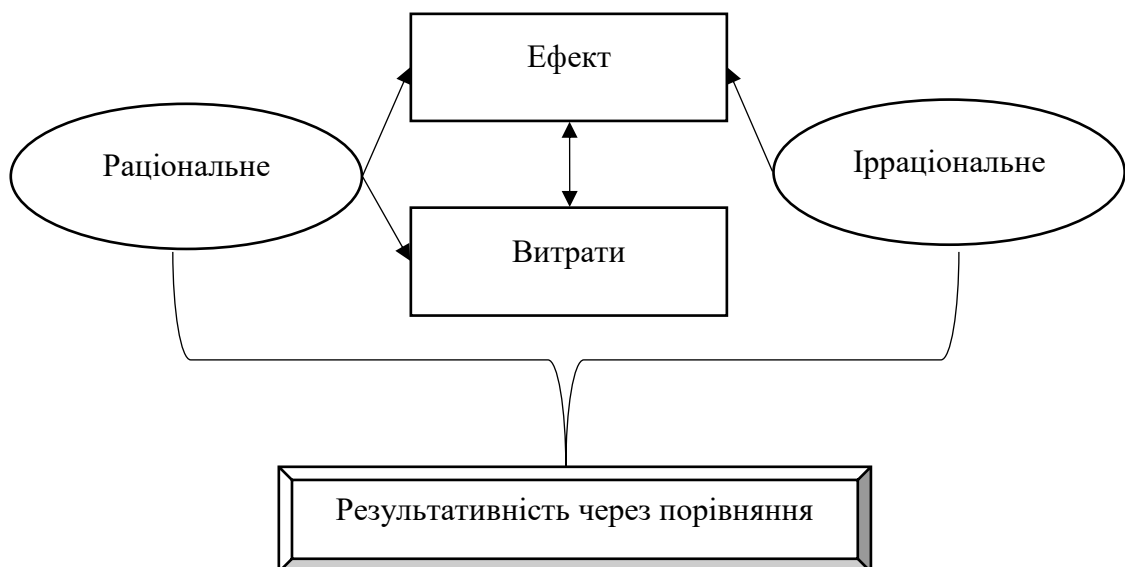 Ефект
Раціональне
Ірраціональне
Витрати
Результативність через порівняння